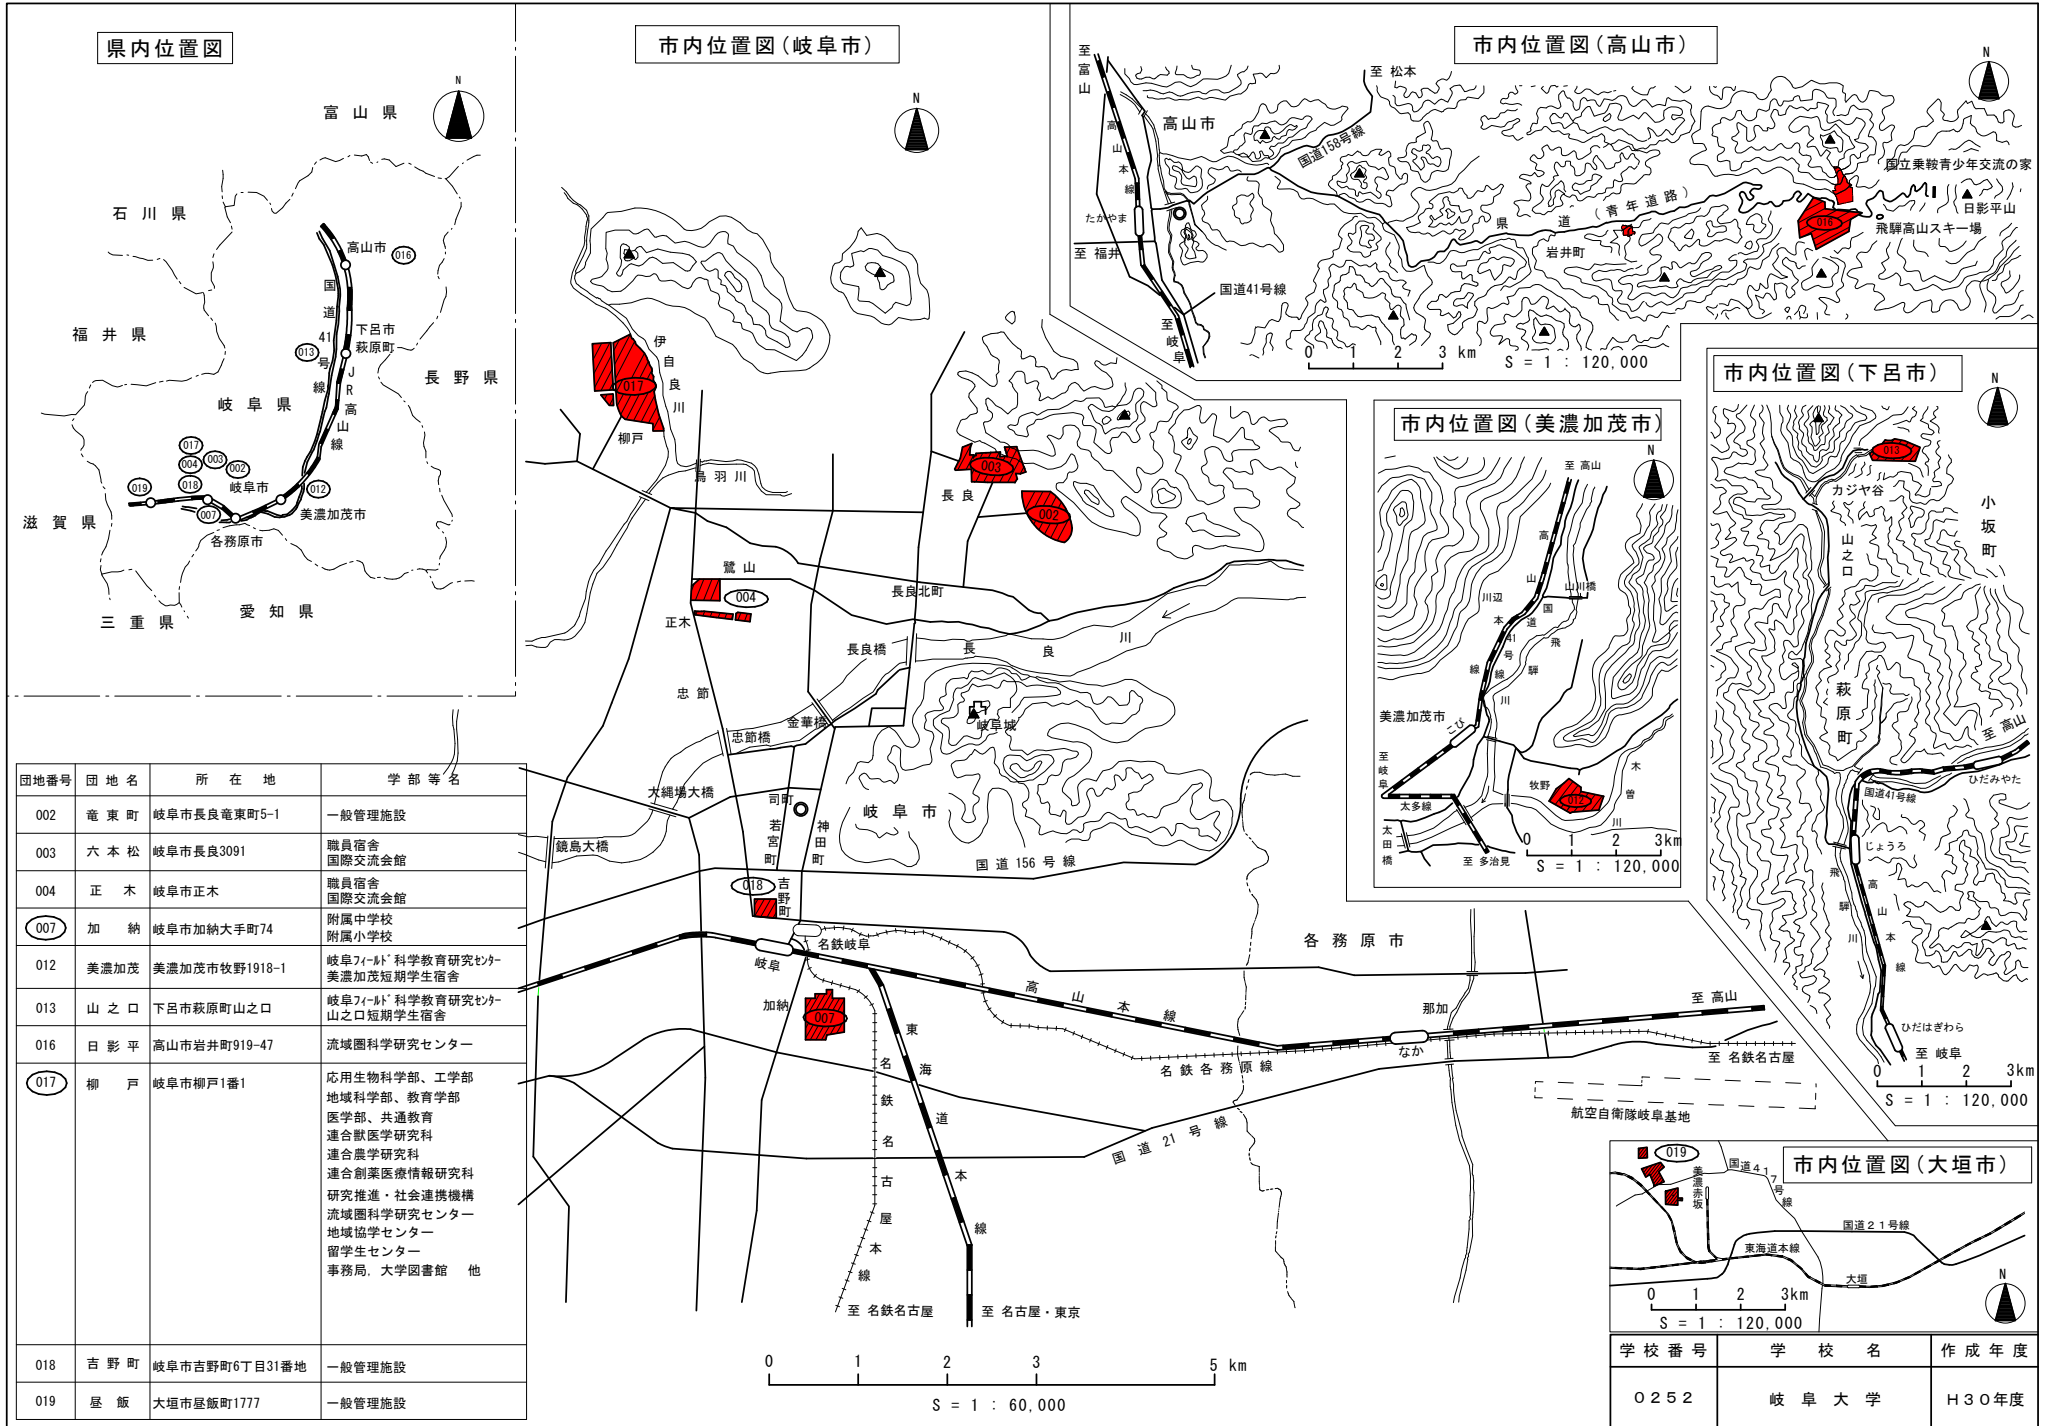 県内位置図
N
富山県
石川県
高山市
016
国道41号線
福井県
下呂市
萩原町
013
JR高山線
長野県
岐阜県
017
004
003
002
018
019
岐阜市
012
007
美濃加茂市
滋賀県
各務原市
愛知県
三重県
市内位置図(岐阜市)
N
伊自良川
017
柳戸
鳥羽川
003
長良
002
鷺山
004
正木
長良北町
長良橋
長良川
忠節
金華橋
岐阜城
忠節橋
大縄場大橋
司町
若宮町
神田町
岐阜市
鏡島大橋
国道156号線
018
吉野町
名鉄岐阜
岐阜
各務原市
加納
007
高山本線
那加
至 高山
なか
名鉄各務原線
至 名鉄名古屋
東海道本線
名鉄名古屋本線
国道21号線
航空自衛隊岐阜基地
至 名鉄名古屋
至 名古屋・東京
0 1 2 3 5 km
S = 1 : 60,000
市内位置図(高山市)
N
至富山
至 松本
高山市
高山本線
国道158号線
たかやま
国立乗鞍青少年交流の家
日影平山
県道(青年道路)
016
飛騨高山スキー場
岩井町
至 福井
国道41号線
至岐阜
0 1 2 3 km
S = 1 : 120,000
市内位置図(美濃加茂市)
N
至 高山
高山本線
山川橋
川辺
国道41号線
飛騨川
美濃加茂市
こび
至岐阜
木曽川
牧野
012
太多線
太田橋
至 多治見
0 1 2 3km
S = 1 : 120,000
市内位置図(下呂市)
N
013
カジヤ谷
小坂町
山之口
萩原町
至 高山
ひだみやた
国道41号線
じょうろ
飛騨川
高山本線
ひだはぎわら
至 岐阜
0 1 2 3km
S = 1 : 120,000
市内位置図(大垣市)
019
美濃赤坂
国道417号線
国道21号線
東海道本線
大垣
N
0 1 2 3km
S = 1 : 120,000
団地番号 団地名 所在地 学部等名
002 竜東町 岐阜市長良竜東町5-1 一般管理施設
003 六本松 岐阜市長良3091 職員宿舎
国際交流会館
004 正木 岐阜市正木 職員宿舎
国際交流会館
007 加納 岐阜市加納大手町74 附属中学校
附属小学校
012 美濃加茂 美濃加茂市牧野1918-1 岐阜フィールド科学教育研究センター
美濃加茂短期学生宿舎
013 山之口 下呂市萩原町山之口 岐阜フィールド科学教育研究センター
山之口短期学生宿舎
016 日影平 高山市岩井町919-47 流域圏科学研究センター
017 柳戸 岐阜市柳戸1番1 応用生物科学部、工学部
地域科学部、教育学部
医学部、共通教育
連合獣医学研究科
連合農学研究科
連合創薬医療情報研究科
研究推進・社会連携機構
流域圏科学研究センター
地域協学センター
留学生センター
事務局, 大学図書館 他
018 吉野町 岐阜市吉野町6丁目31番地 一般管理施設
019 昼飯 大垣市昼飯町1777 一般管理施設
学校番号 学校名 作成年度
0252 岐阜大学 H30年度